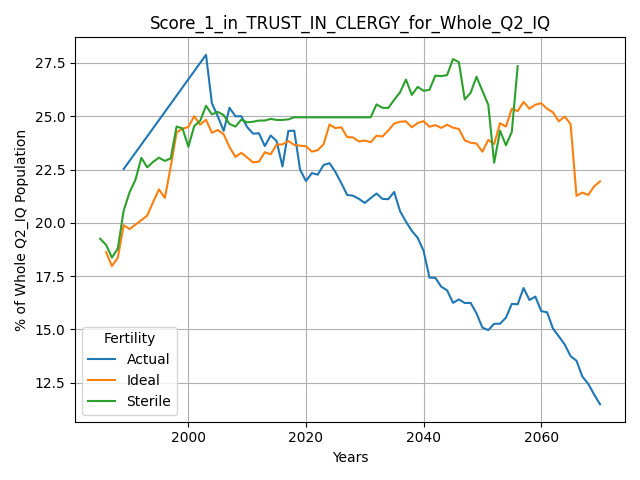 Score_1_in_TRUST_IN_CLERGY_for_Whole_Q2_IQ
% of Whole Q2_IQ Population
27.5
25.0
22.5
20.0
17.5
15.0
12.5
Fertility
Actual
Ideal
Sterile
2000 2020 2040 2060
Years